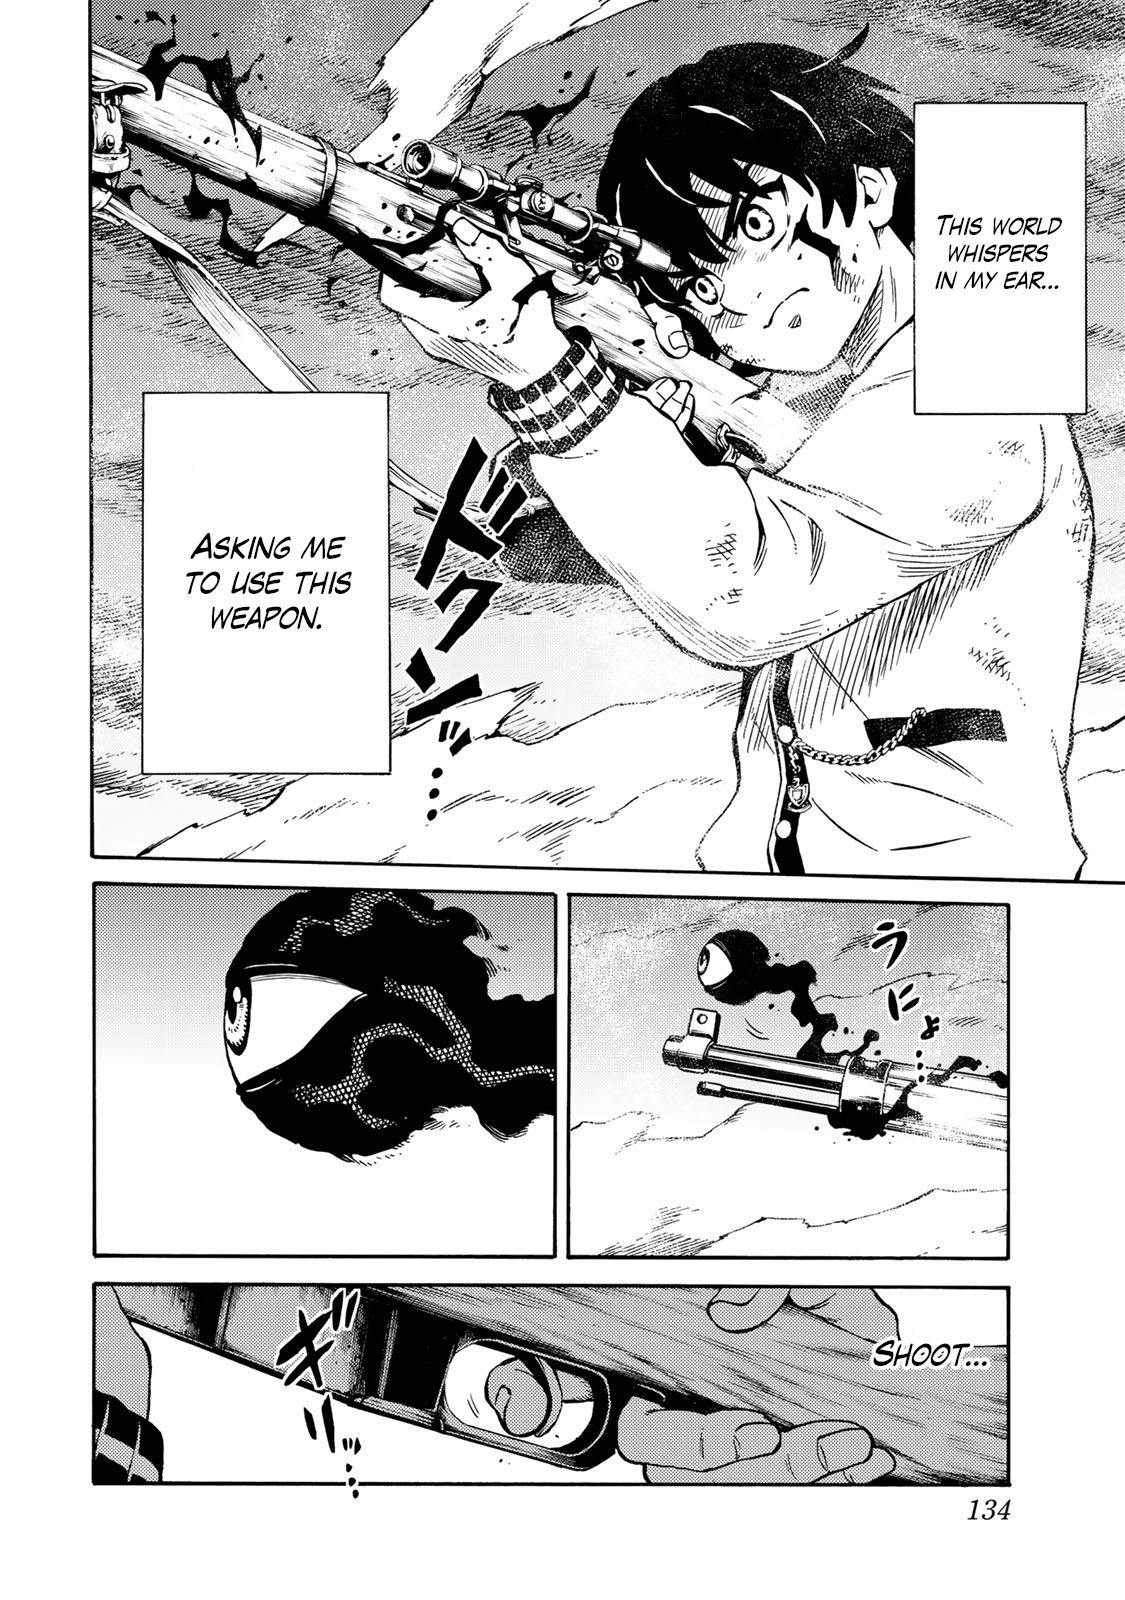 THIS WORLD
WHISPERS
IN MY EAR...
ASKING ME
TO USE THIS
WEAPON.
ドクン...
うにょ...
SHOOT...
ギリ...
134